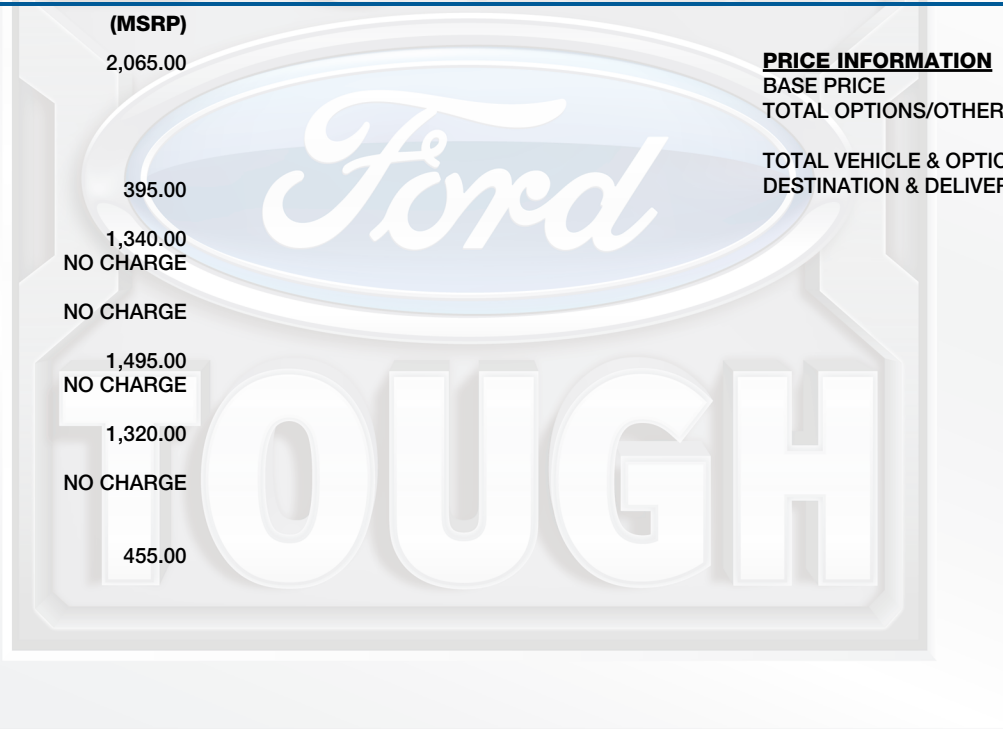 (MSRP)
2,065.00
395.00
1,340.00
NO CHARGE
NO CHARGE
1,495.00
NO CHARGE
1,320.00
NO CHARGE
455.00
PRICE INFORMATION
BASE PRICE
TOTAL OPTIONS/OTHER
TOTAL VEHICLE & OPTIO
DESTINATION & DELIVER
Ford
TOUGH